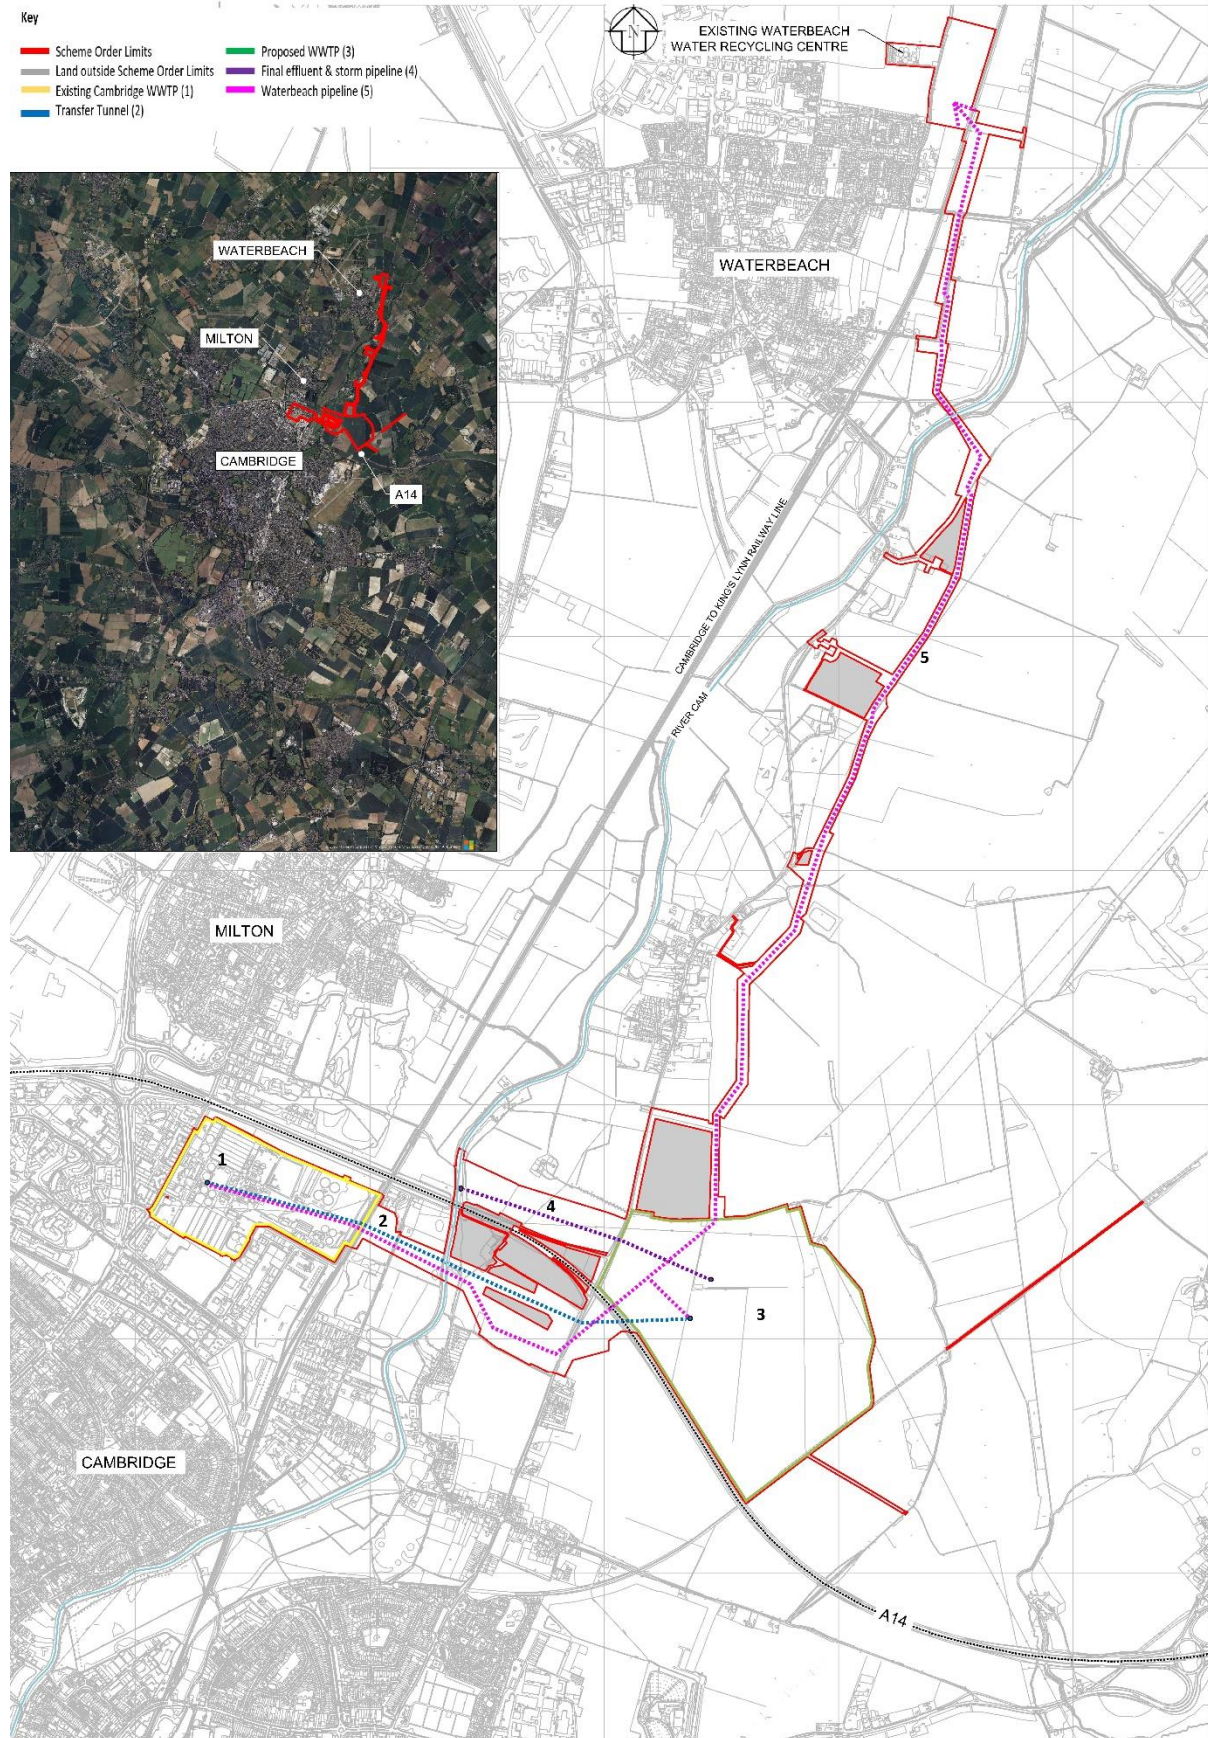 Key
Scheme Order Limits
Land outside Scheme Order Limits
Existing Cambridge WWTP (1)
Transfer Tunnel (2)
Proposed WWTP (3)
Final effluent & storm pipeline (4)
Waterbeach pipeline (5)
N
EXISTING WATERBEACH
WATER RECYCLING CENTRE
WATERBEACH
MILTON
CAMBRIDGE
A14
WATERBEACH
CAMBRIDGE TO KING'S LYNN RAILWAY LINE
RIVER CAM
5
MILTON
1
2
4
3
CAMBRIDGE
A14